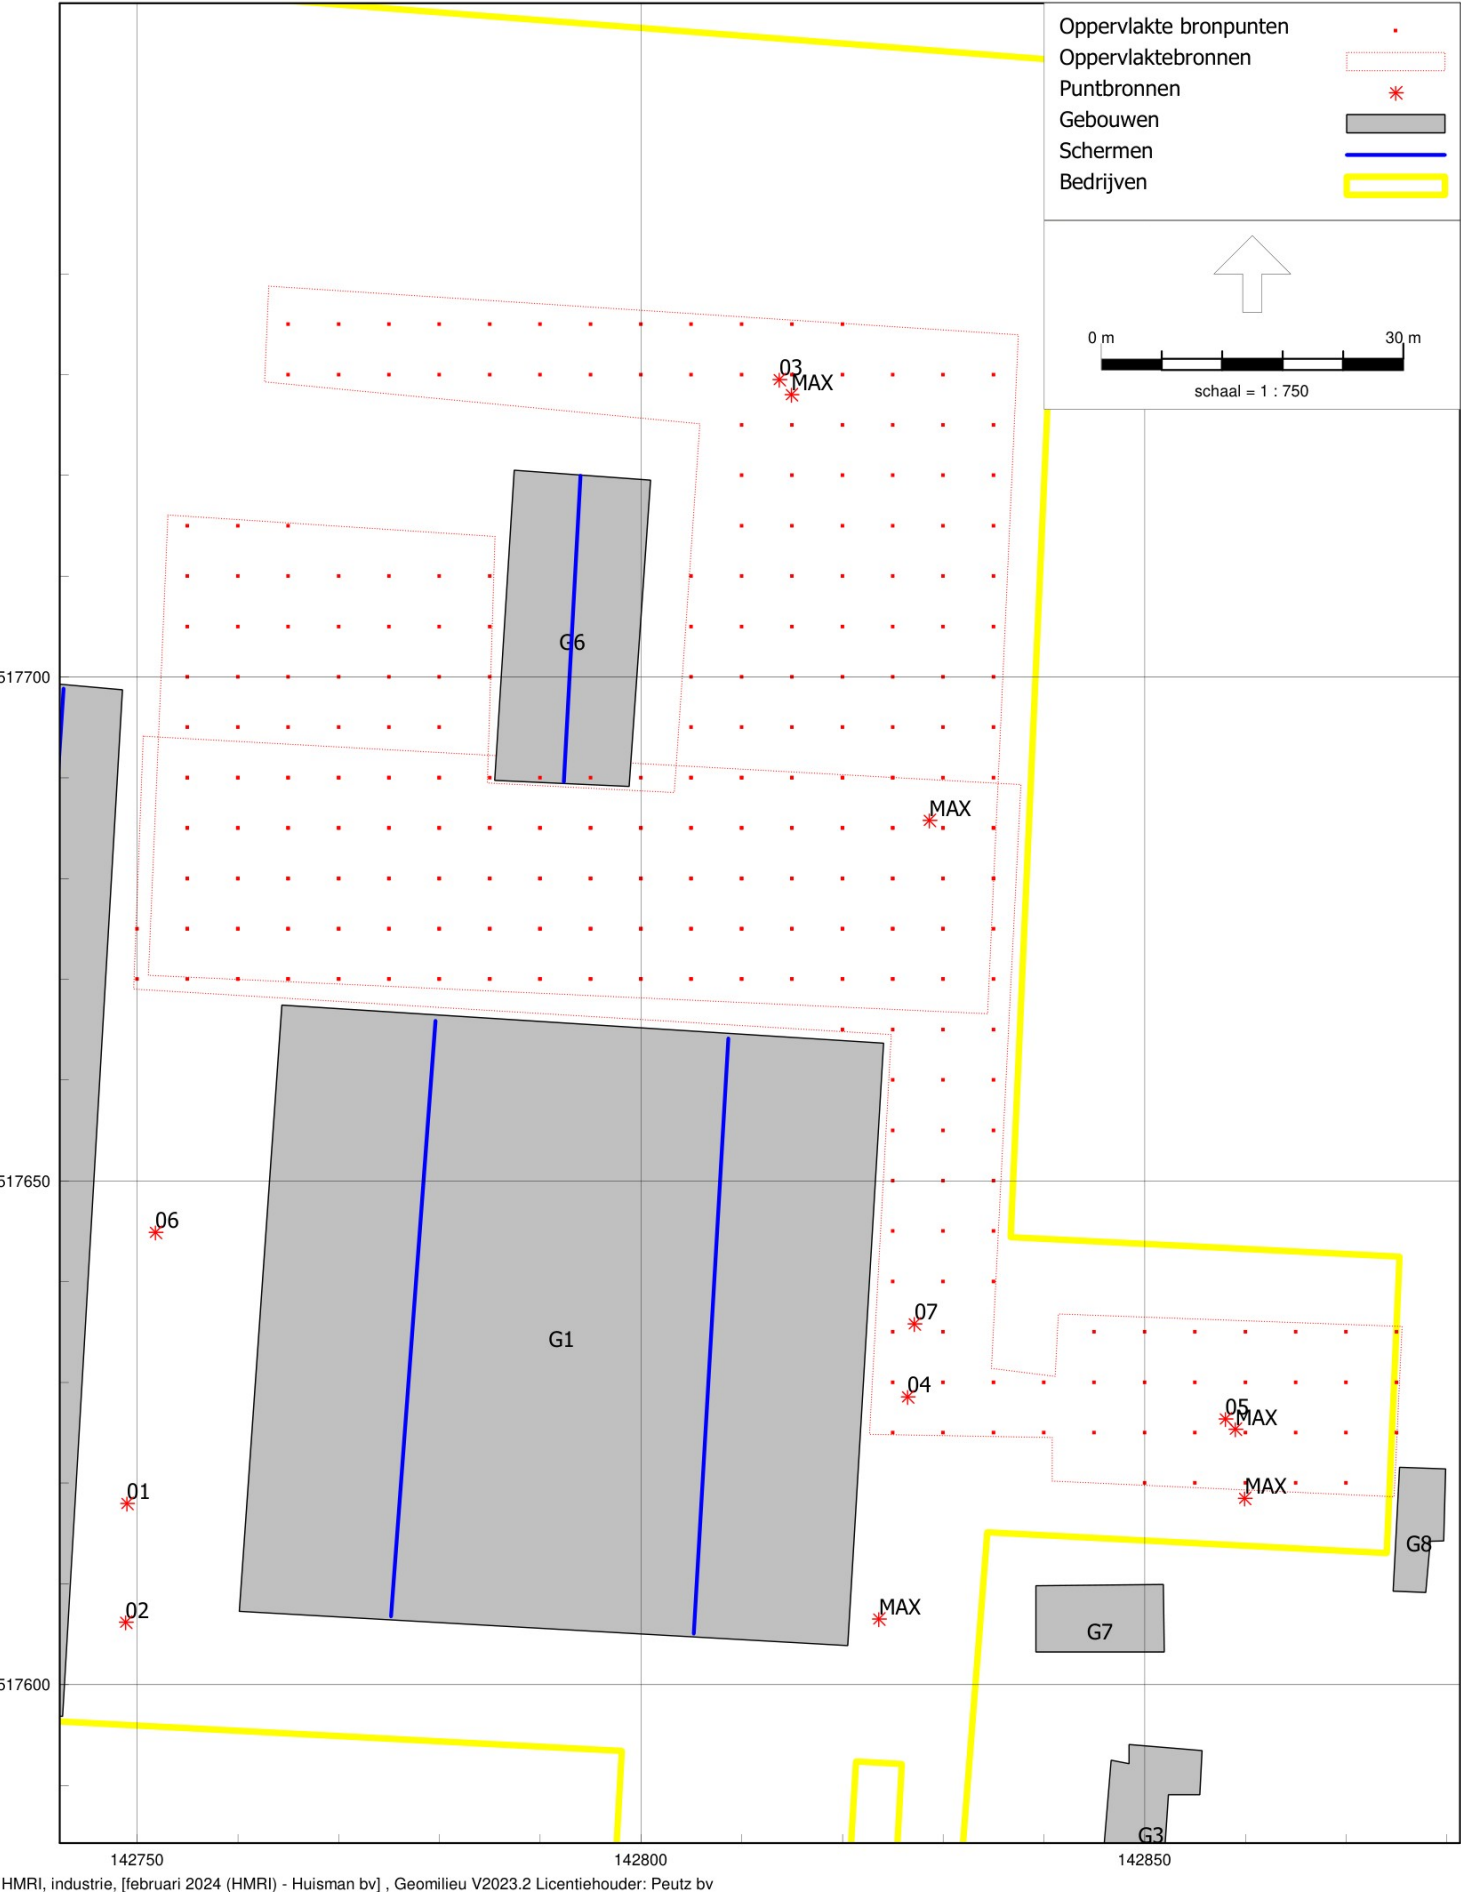 Oppervlakte bronpunten
Oppervlaktebronnen
Puntbronnen
Gebouwen
Schermen
Bedrijven
0 m 30 m
schaal = 1 : 750
03
MAX
G6
517700
MAX
517650
06
07
G1
04
05
MAX
MAX
01
G8
02
MAX
G7
517600
G3
142750 142800 142850
HMRI, industrie, [februari 2024 (HMRI) - Huisman bv] , Geomilieu V2023.2 Licentiehouder: Peutz bv